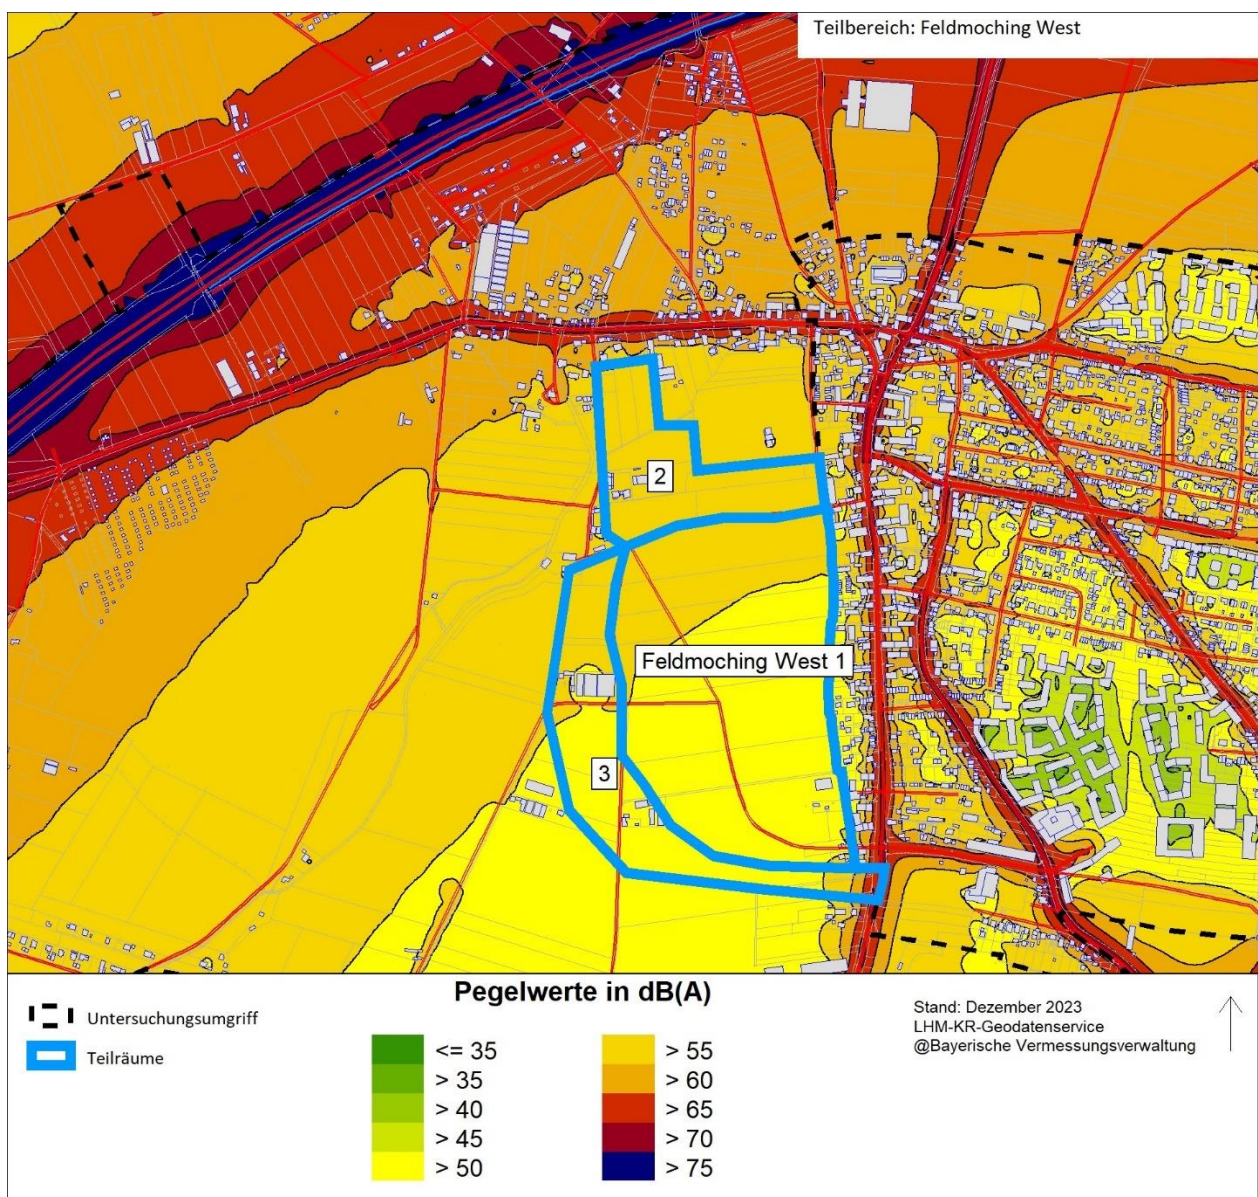 Teilbereich: Feldmoching West
2
Feldmoching West 1
3
Pegelwerte in dB(A)
Untersuchungsumgriff
Teilräume
<= 35
> 35
> 40
> 45
> 50
> 55
> 60
> 65
> 70
> 75
Stand: Dezember 2023
LHM-KR-Geodatenservice
@Bayerische Vermessungsverwaltung